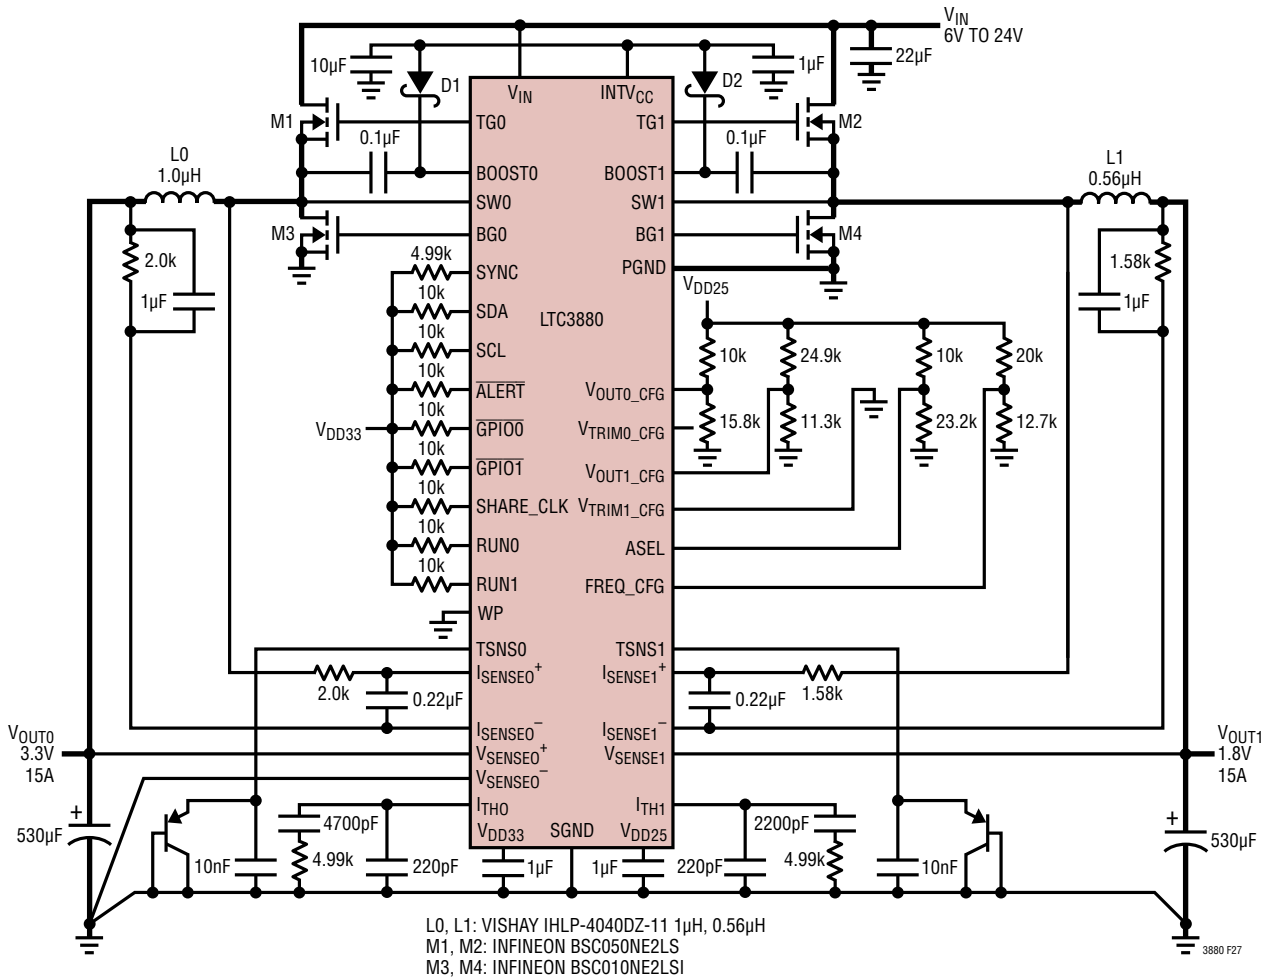 VIN
6V TO 24V
10µF
D1
VIN
INTVCC
D2
1µF
22µF
M1
TG0
TG1
M2
0.1µF
0.1µF
L0
1.0µH
BOOST0
BOOST1
L1
0.56µH
SW0
SW1
M3
BG0
BG1
M4
2.0k
1µF
4.99k
SYNC
PGND
VDD25
1.58k
1µF
10k
SDA
LTC3880
10k
SCL
10k
24.9k
10k
20k
10k
ALERT
VOUT0_CFG
VDD33
10k
GPIO0
VTRIM0_CFG
15.8k
11.3k
23.2k
12.7k
10k
GPIO1
VOUT1_CFG
10k
SHARE_CLK
VTRIM1_CFG
10k
RUN0
ASEL
10k
RUN1
FREQ_CFG
WP
TSNS0
TSNS1
2.0k
ISENSE0+
ISENSE1+
1.58k
0.22µF
0.22µF
ISENSE0–
ISENSE1–
VOUT0
3.3V
15A
VSENSE0+
VSENSE1
VOUT1
1.8V
15A
VSENSE0–
ITH0
ITH1
+
530µF
4700pF
VDD33
SGND
VDD25
2200pF
+
530µF
10nF
4.99k
220pF
1µF
1µF
220pF
4.99k
10nF
L0, L1: VISHAY IHLP-4040DZ-11 1µH, 0.56µH
M1, M2: INFINEON BSC050NE2LS
M3, M4: INFINEON BSC010NE2LSI
3880 F27